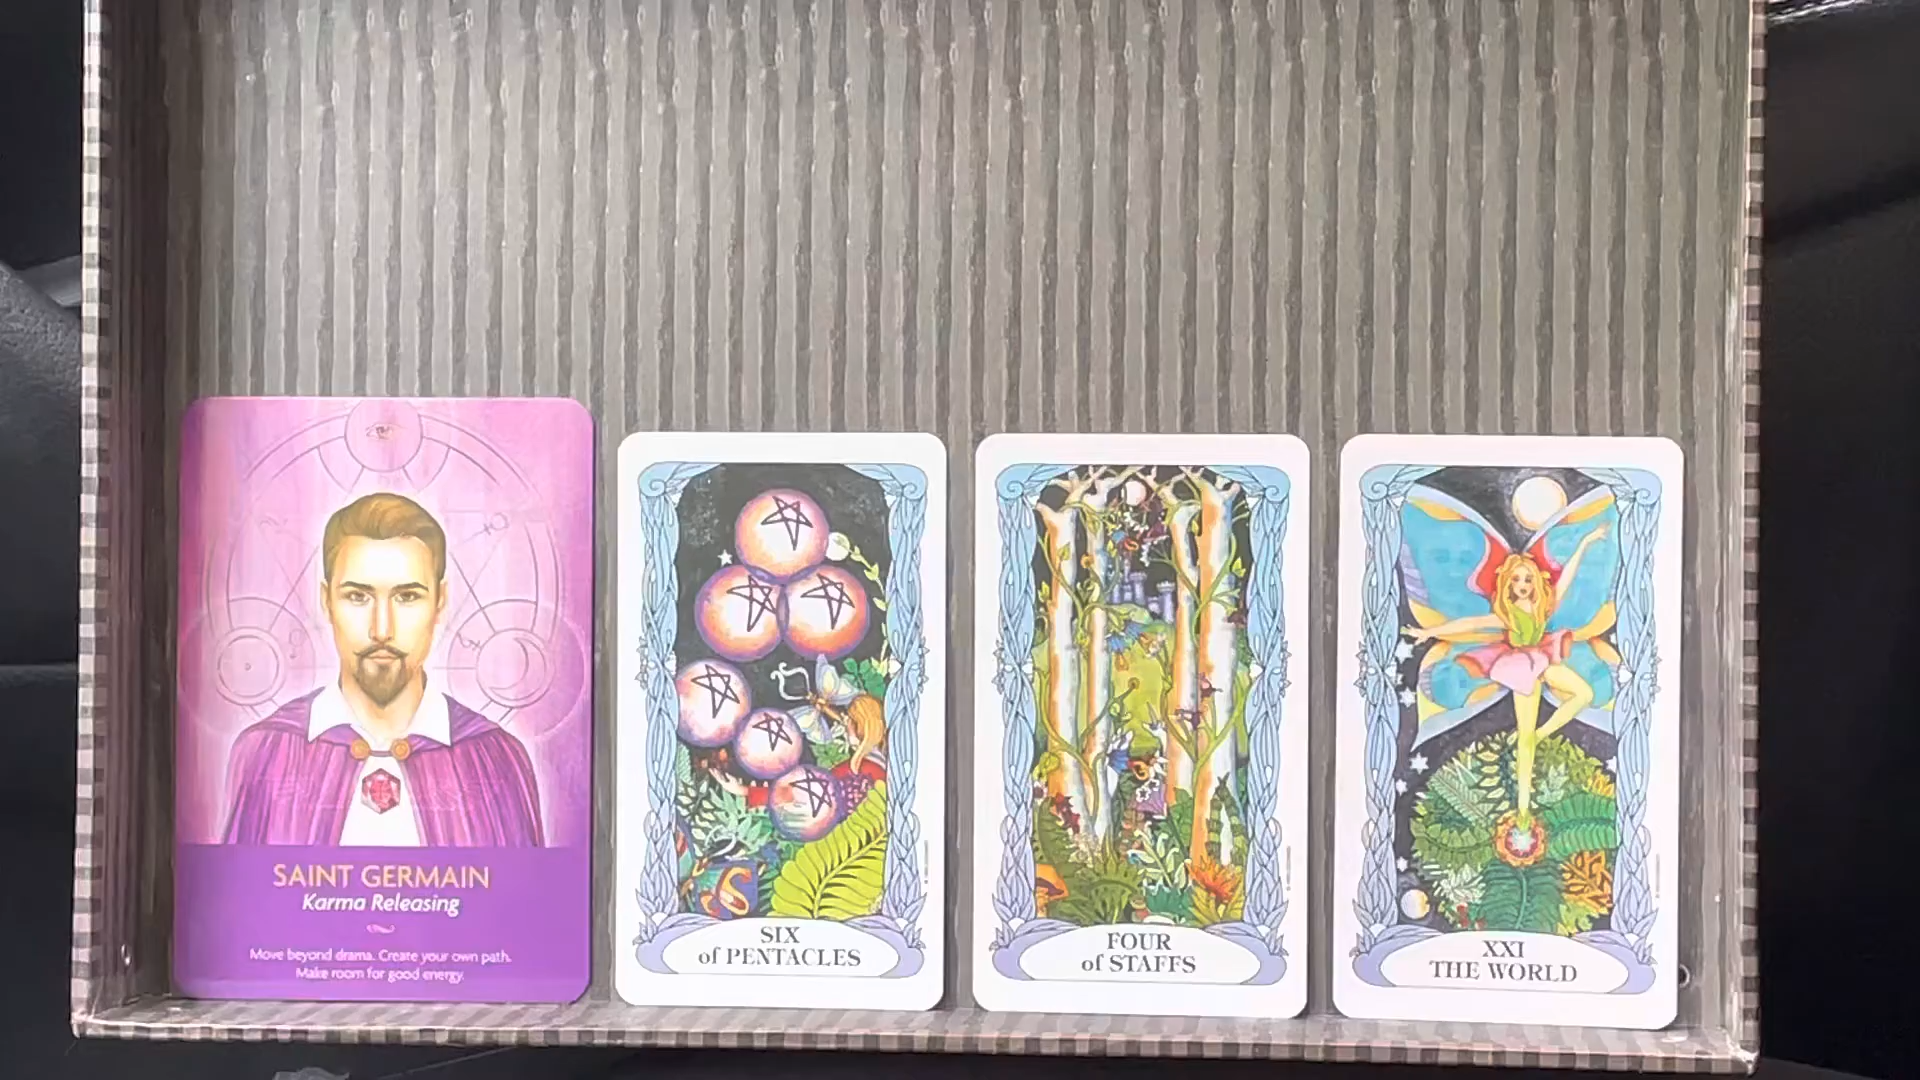 SAINT GERMAIN
Karma Releasing
Move beyond drama. Create your own path.
Make room for good energy.
SIX
of PENTACLES
FOUR
of STAFFS
XXI
THE WORLD